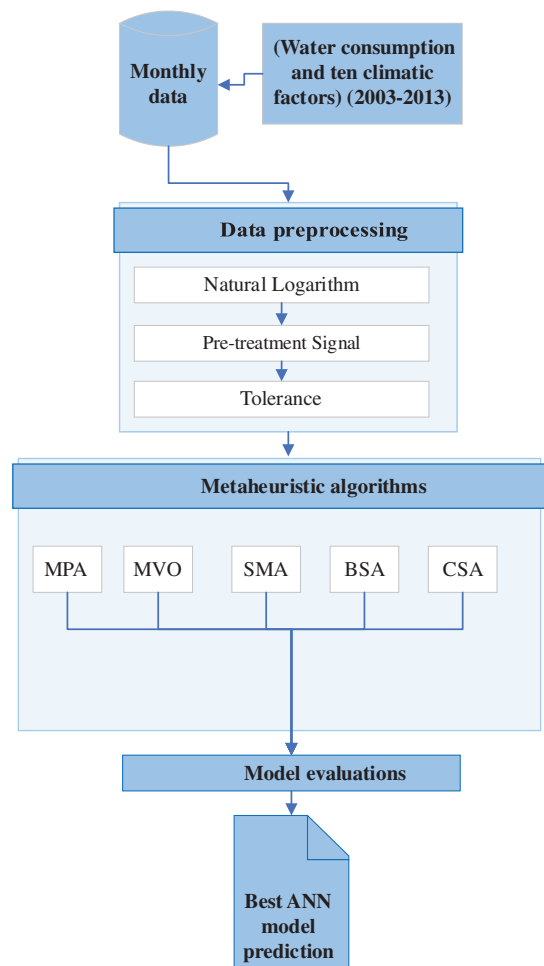 Monthly
data
(Water consumption
and ten climatic
factors) (2003-2013)
Data preprocessing
Natural Logarithm
Pre-treatment Signal
Tolerance
Metaheuristic algorithms
MPA
MVO
SMA
BSA
CSA
Model evaluations
Best ANN
model
prediction